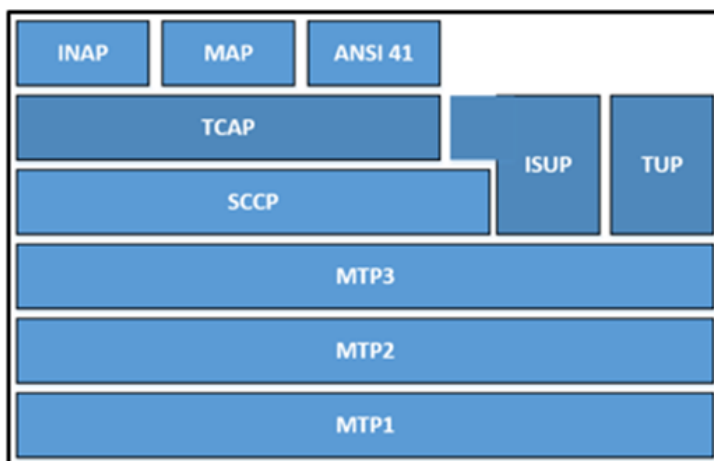 INAP MAP ANSI 41
TCAP
ISUP TUP
SCCP
MTP3
MTP2
MTP1